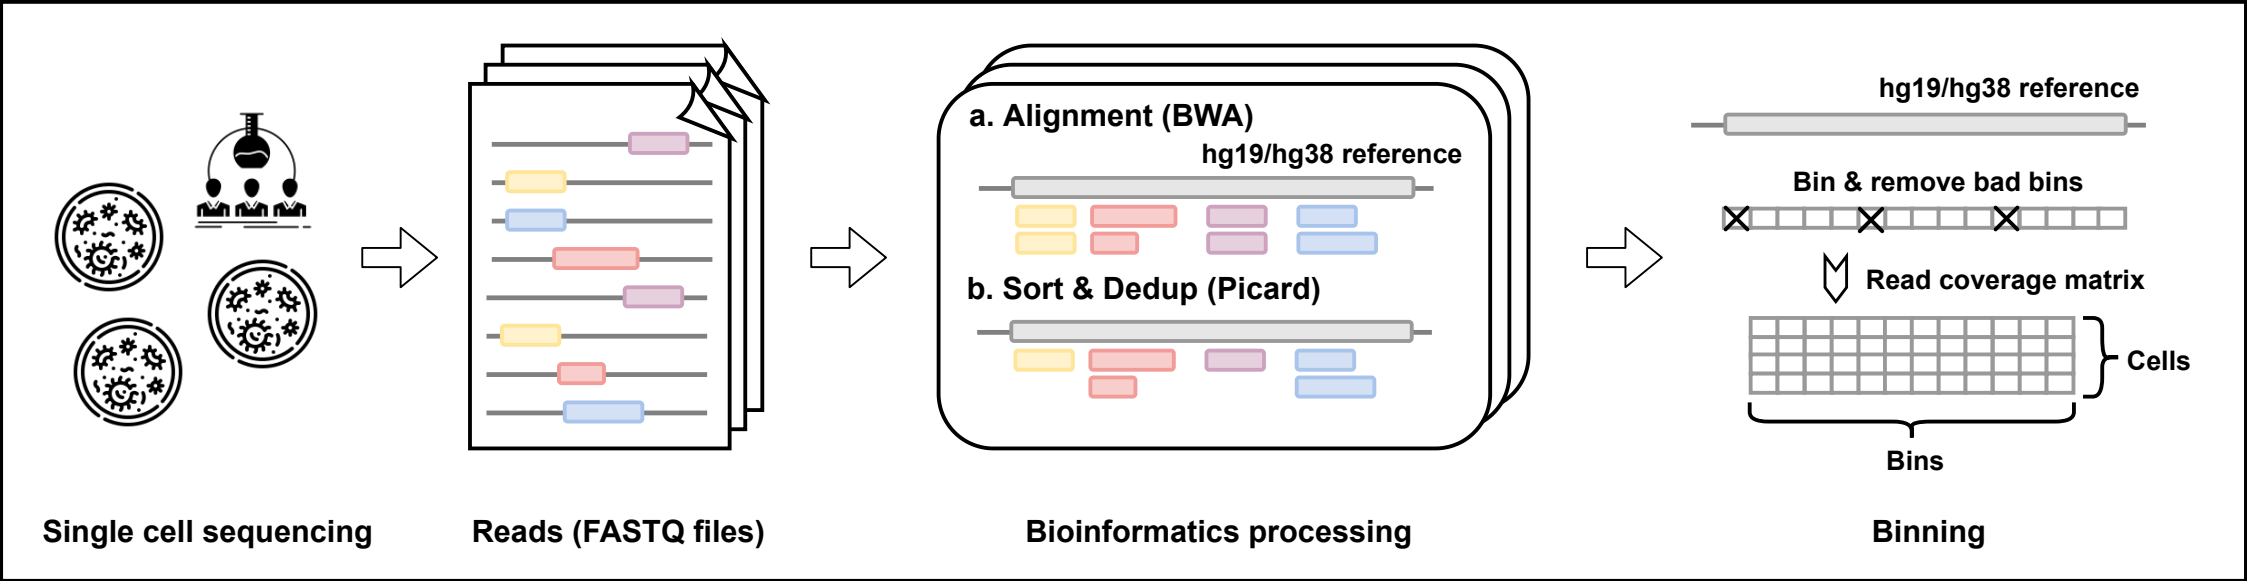 a. Alignment (BWA)
hg19/hg38 reference
b. Sort & Dedup (Picard)
hg19/hg38 reference
Bin & remove bad bins
Read coverage matrix
Cells
Bins
Single cell sequencing
Reads (FASTQ files)
Bioinformatics processing
Binning